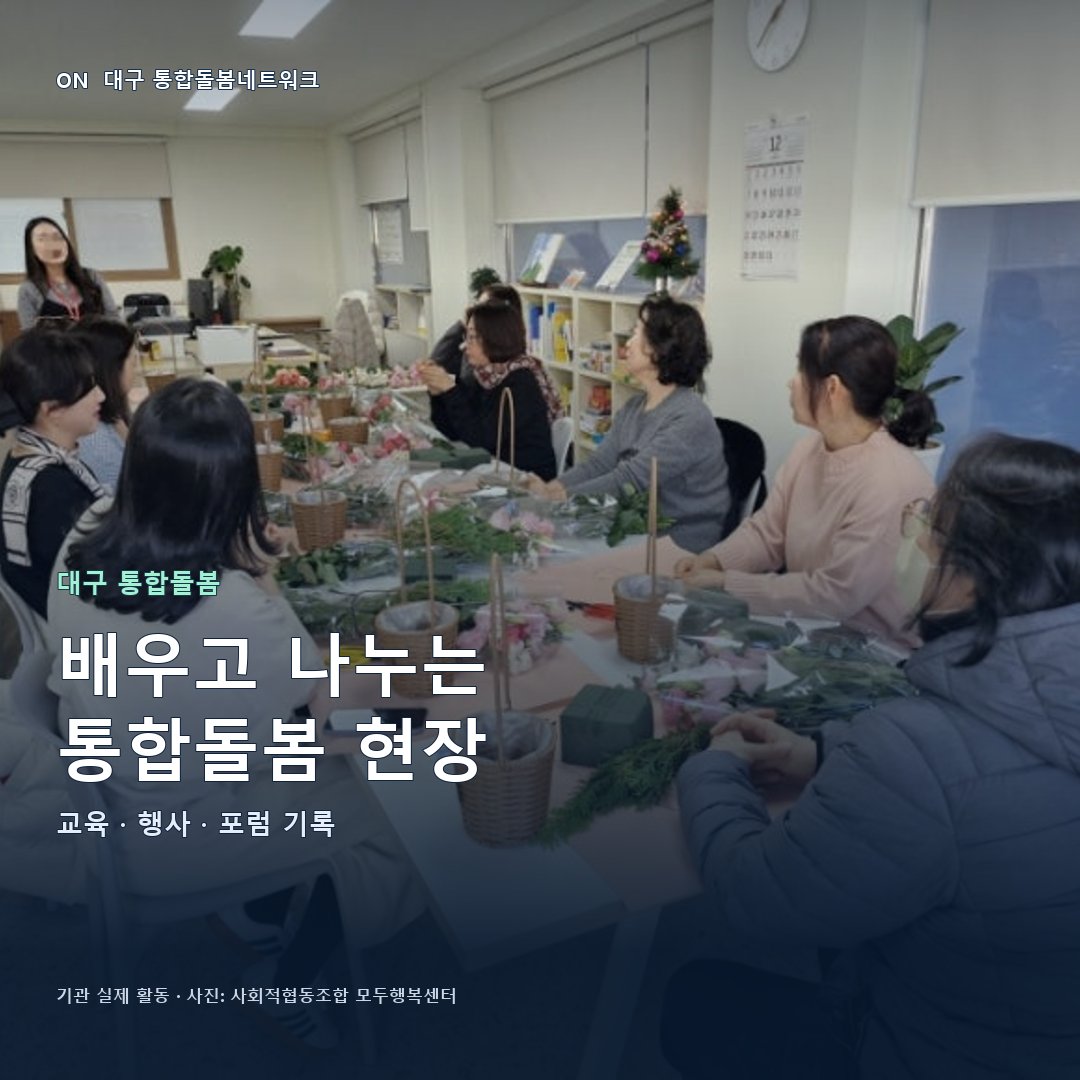 ON 대구 통합돌봄네트워크
12
대구 통합돌봄
배우고 나누는
통합돌봄 현장
교육 · 행사 · 포럼 기록
기관 실제 활동 · 사진: 사회적협동조합 모두행복센터